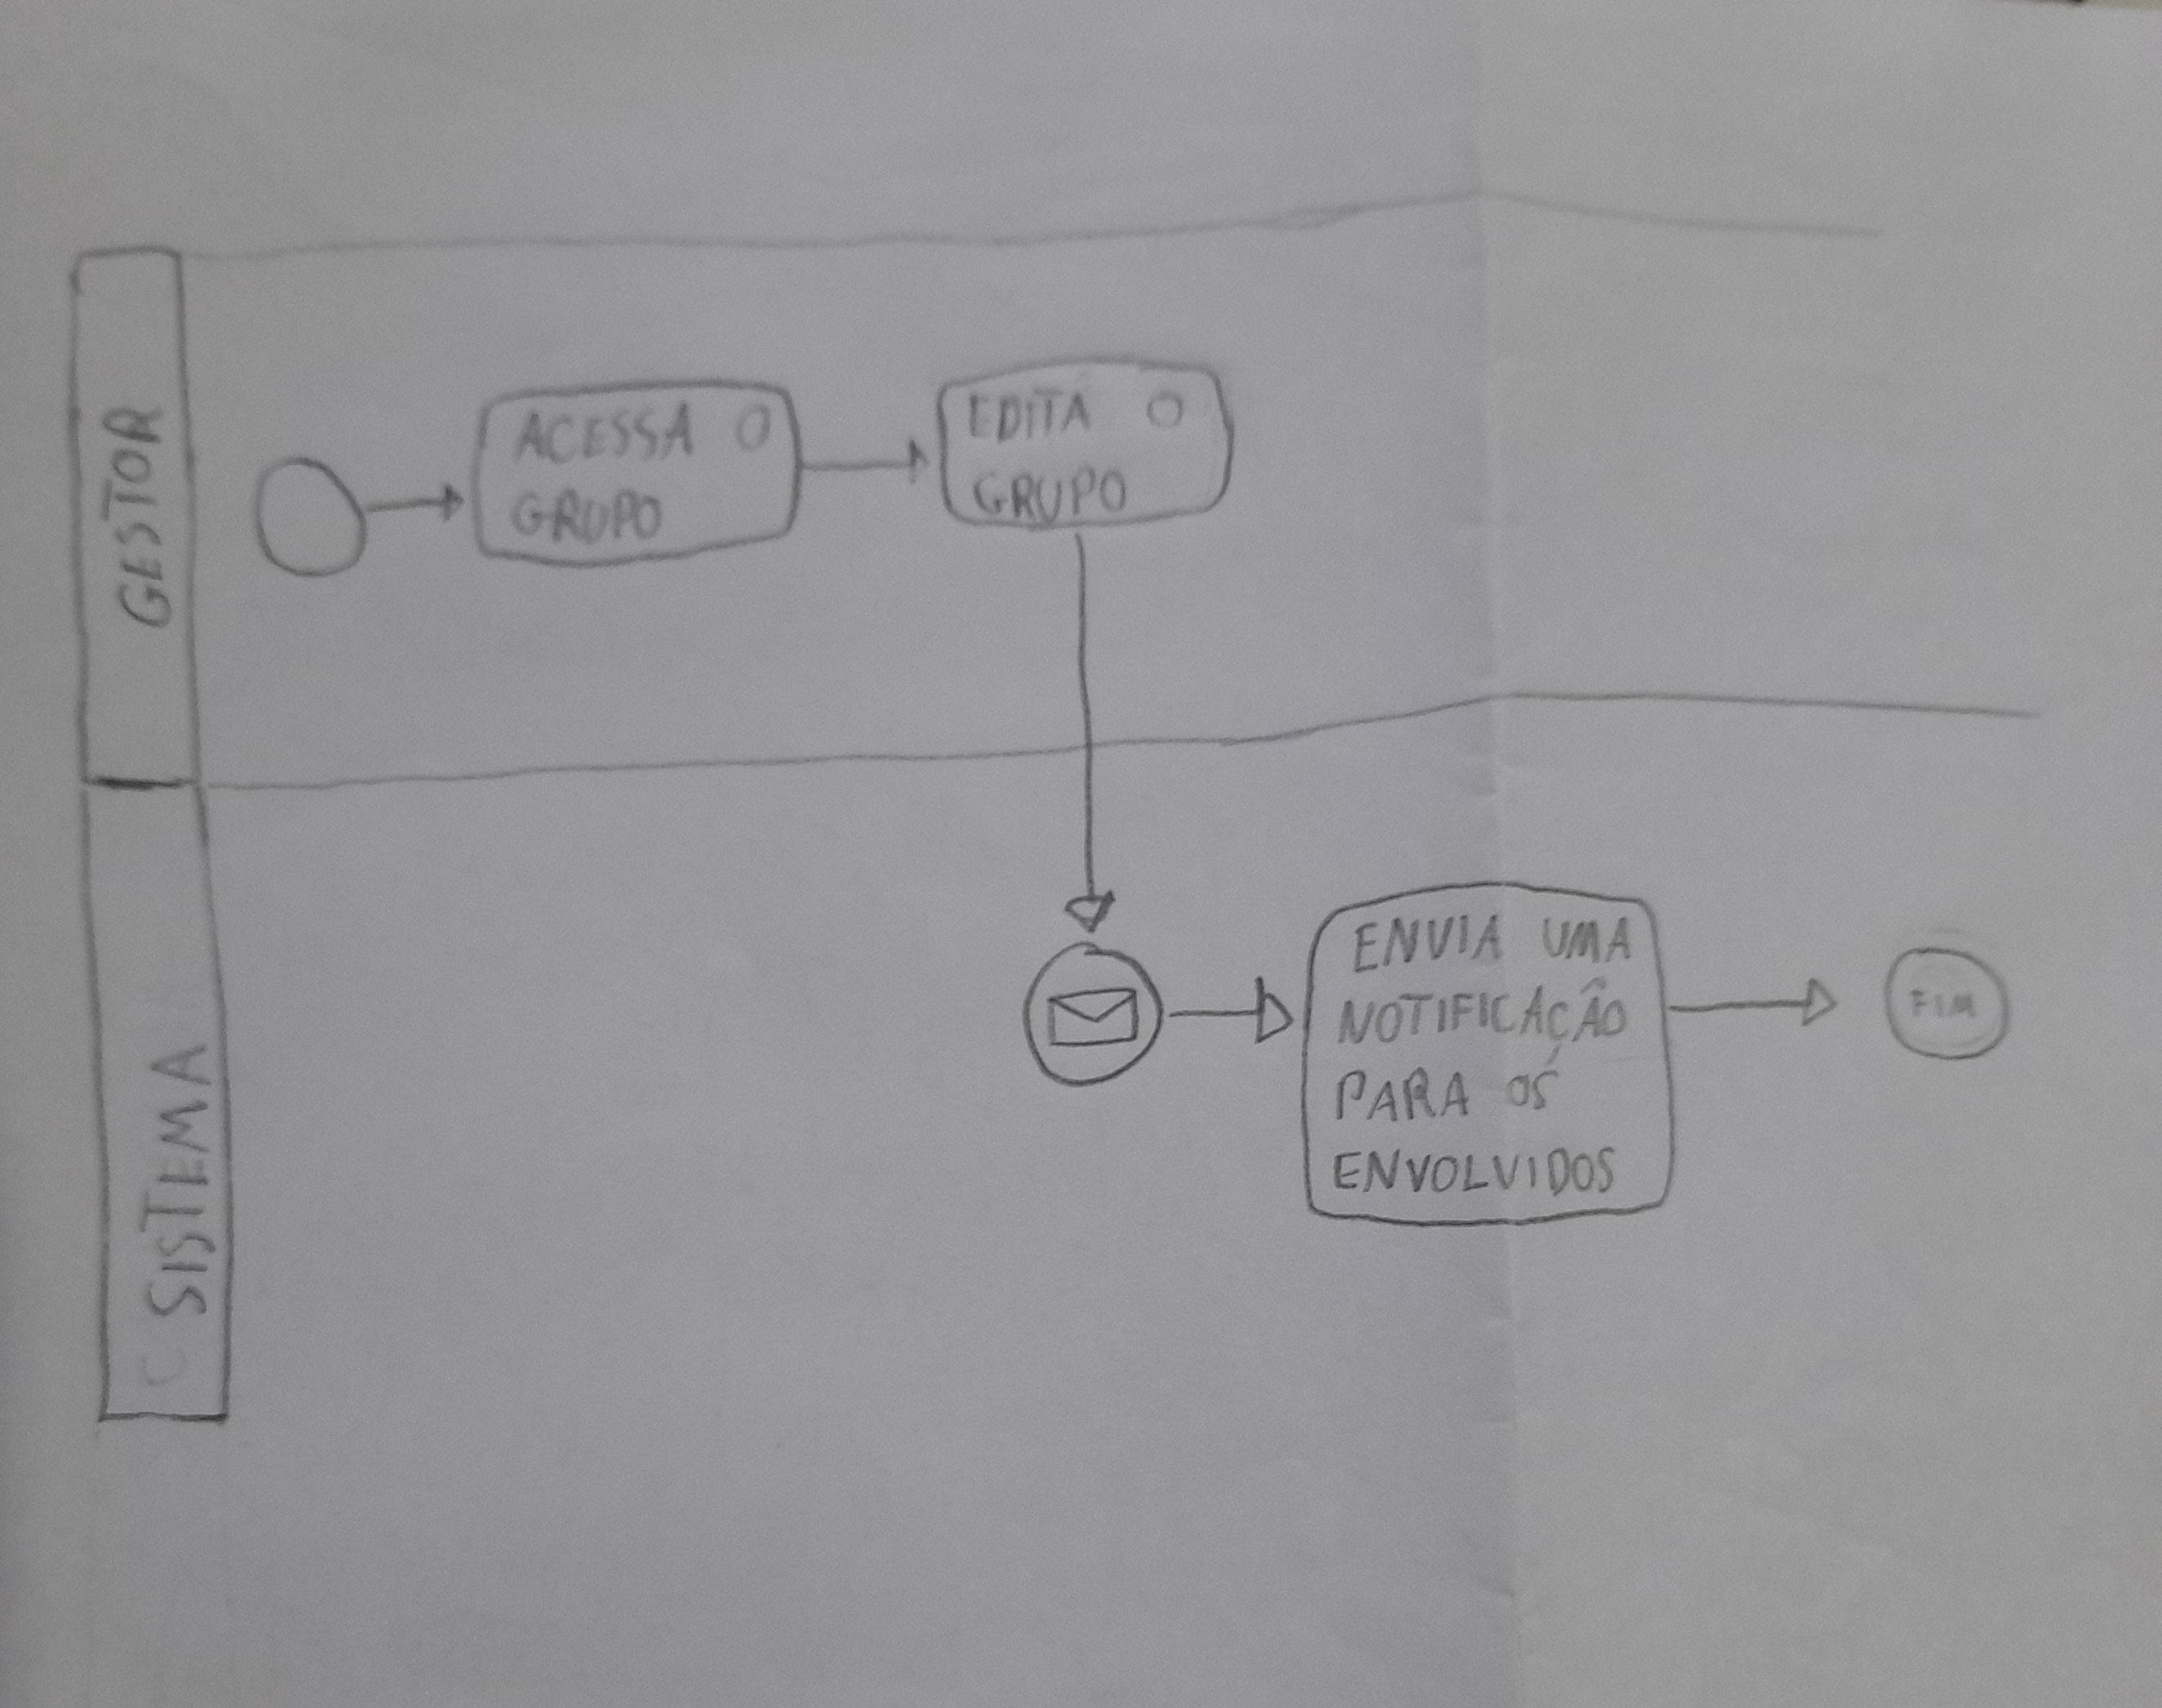 GESTOR
ACESSA O
GRUPO
EDITA O
GRUPO
SISTEMA
ENVIA UMA
NOTIFICAÇÃO
PARA OS
ENVOLVIDOS
FIM